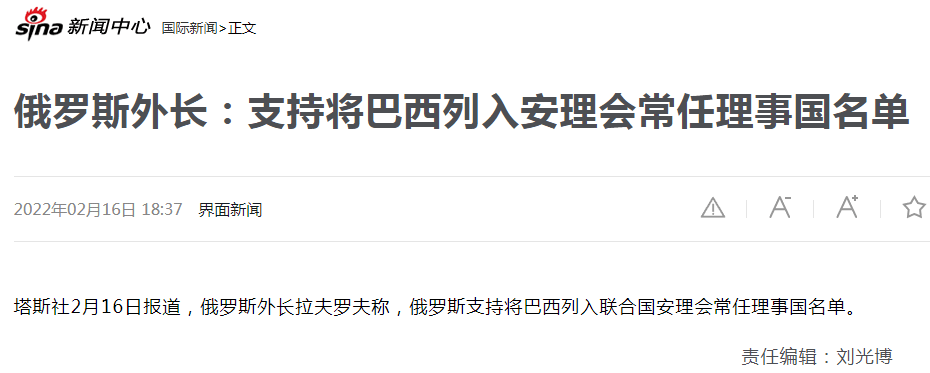 sina 新闻中心 国际新闻>正文
俄罗斯外长：支持将巴西列入安理会常任理事国名单
2022年02月16日 18:37 界面新闻 A- A+
塔斯社2月16日报道，俄罗斯外长拉夫罗夫称，俄罗斯支持将巴西列入联合国安理会常任理事国名单。
责任编辑：刘光博